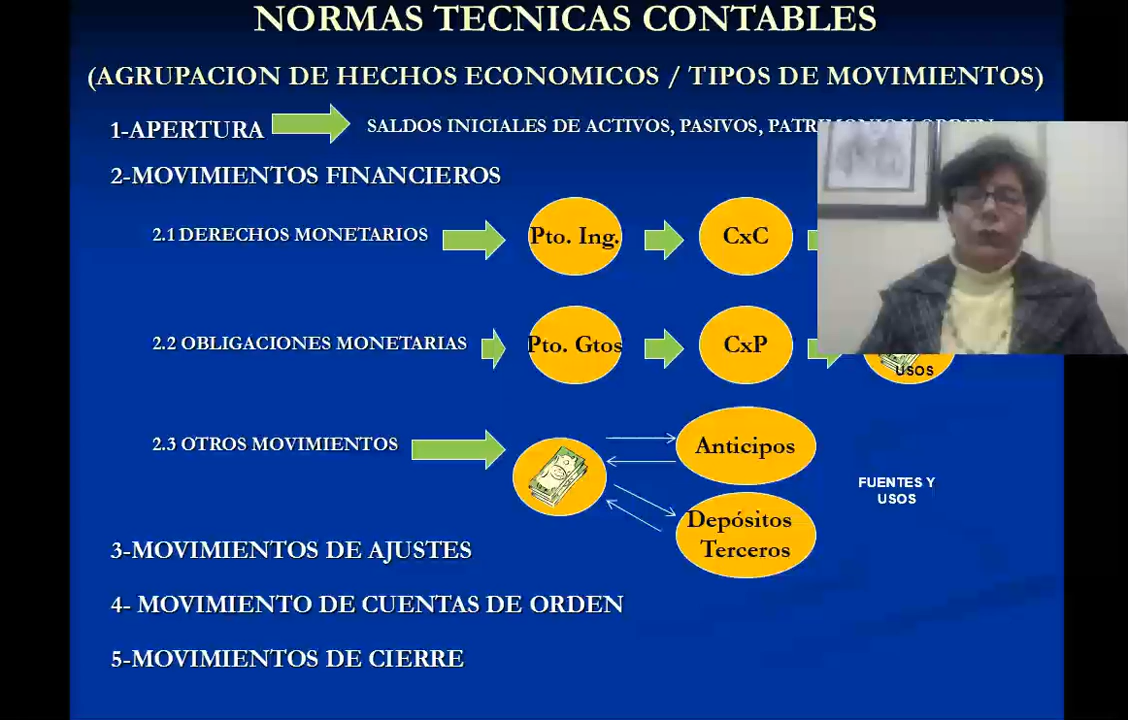 NORMAS TECNICAS CONTABLES
(AGRUPACION DE HECHOS ECONOMICOS / TIPOS DE MOVIMIENTOS)
1-APERTURA
SALDOS INICIALES DE ACTIVOS, PASIVOS, PATRIMONIO Y ORDEN
2-MOVIMIENTOS FINANCIEROS
2.1 DERECHOS MONETARIOS
Pto. Ing.
CxC
2.2 OBLIGACIONES MONETARIAS
Pto. Gtos
CxP
USOS
2.3 OTROS MOVIMIENTOS
Anticipos
FUENTES Y
USOS
Depósitos
Terceros
3-MOVIMIENTOS DE AJUSTES
4- MOVIMIENTO DE CUENTAS DE ORDEN
5-MOVIMIENTOS DE CIERRE